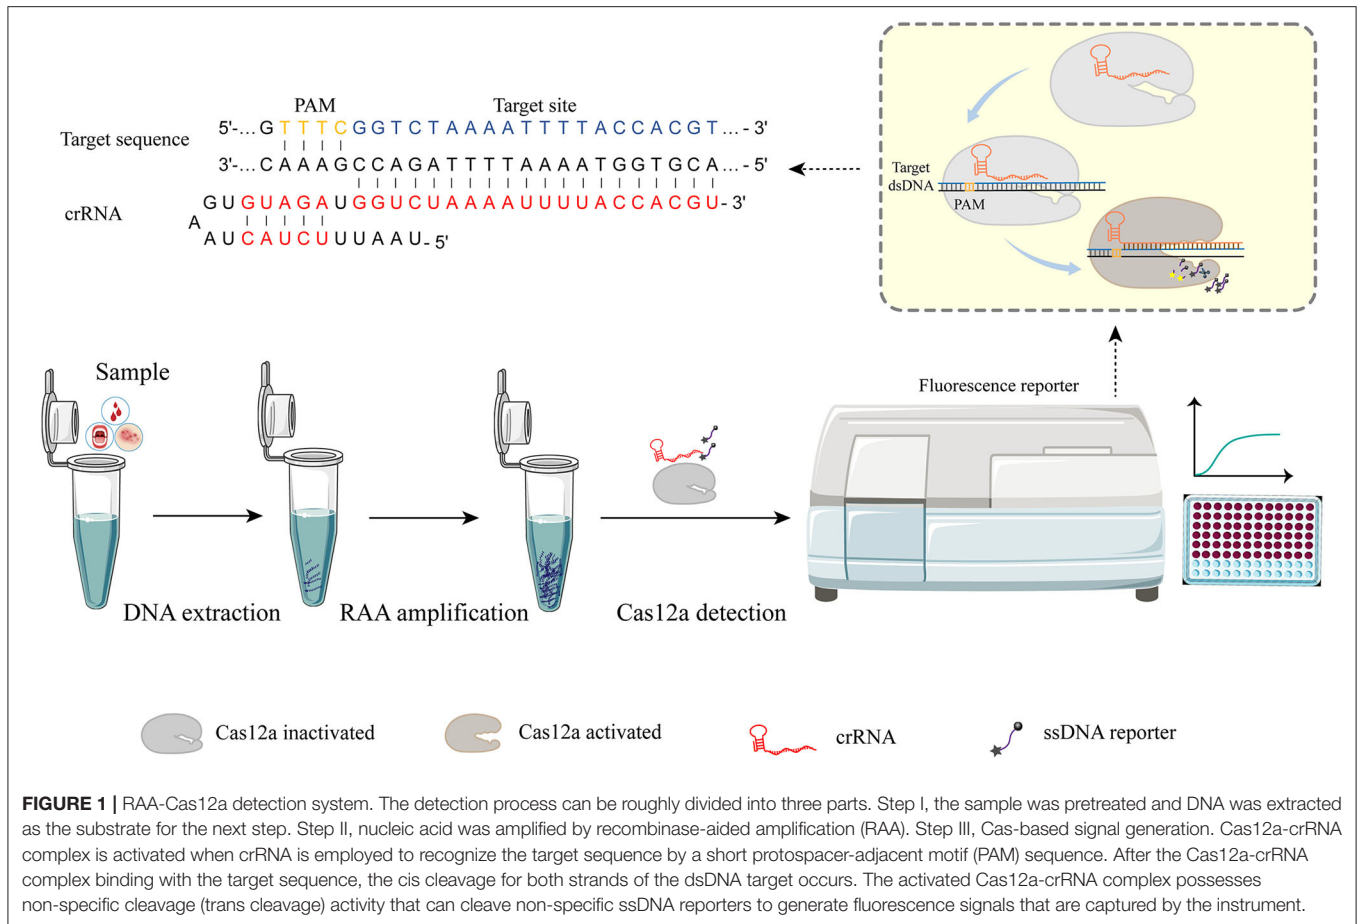 PAM Target site
Target sequence
5'-... G T T T C G G T C T A A A A T T T T A C C A C G T ... - 3'
3'-... C A A A G C C A G A T T T T A A A A T G G T G C A ... - 5'
crRNA
G U G U A G A U G G U C U A A A A U U U U A C C A C G U - 3'
A
A A U C A U C U U U A A U - 5'
Target
dsDNA
PAM
Sample
Fluorescence reporter
DNA extraction
RAA amplification
Cas12a detection
Cas12a inactivated
Cas12a activated
crRNA
ssDNA reporter
FIGURE 1 | RAA-Cas12a detection system. The detection process can be roughly divided into three parts. Step I, the sample was pretreated and DNA was extracted
as the substrate for the next step. Step II, nucleic acid was amplified by recombinase-aided amplification (RAA). Step III, Cas-based signal generation. Cas12a-crRNA
complex is activated when crRNA is employed to recognize the target sequence by a short protospacer-adjacent motif (PAM) sequence. After the Cas12a-crRNA
complex binding with the target sequence, the cis cleavage for both strands of the dsDNA target occurs. The activated Cas12a-crRNA complex possesses
non-specific cleavage (trans cleavage) activity that can cleave non-specific ssDNA reporters to generate fluorescence signals that are captured by the instrument.